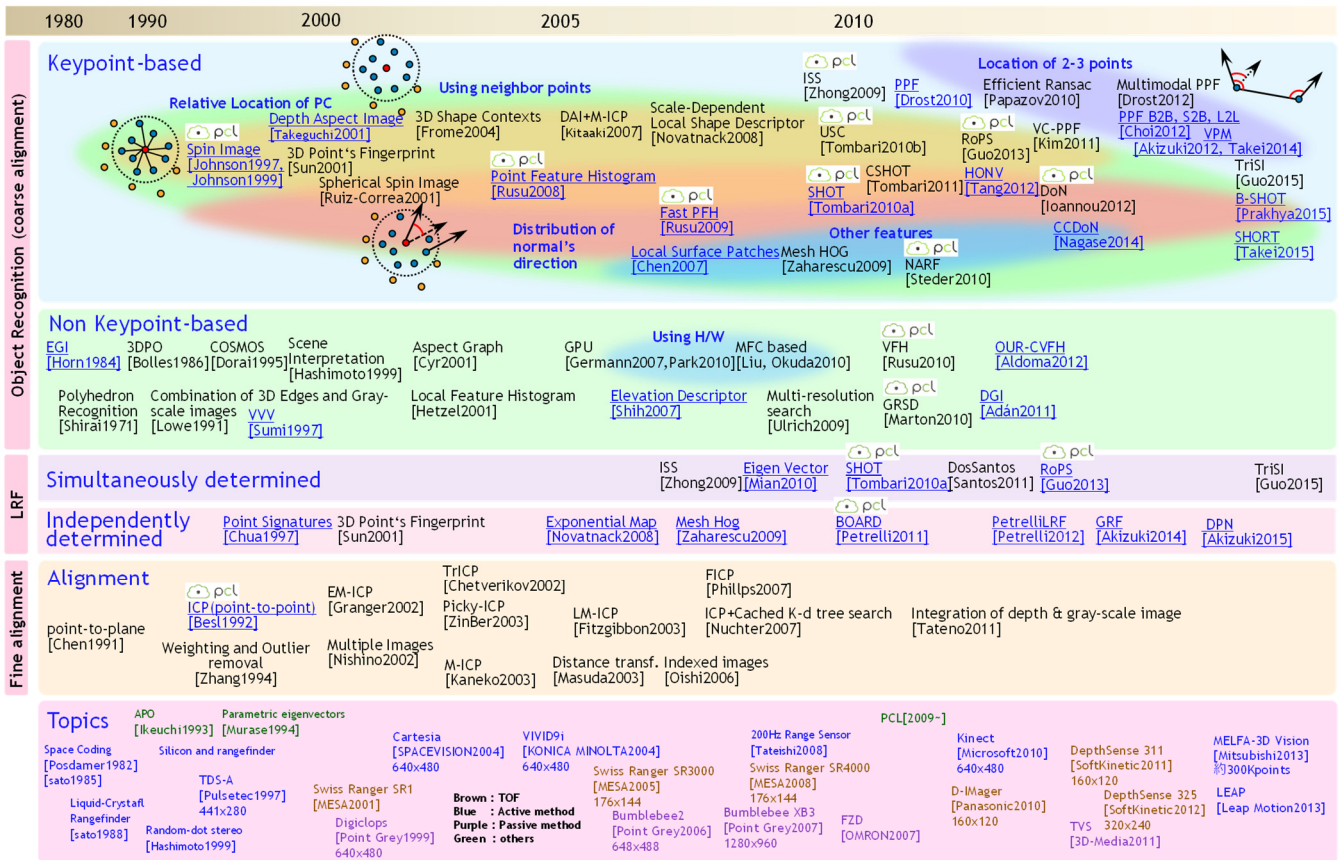 1980 1990 2000 2005 2010
Object Recognition (coarse alignment)
Keypoint-based
Relative Location of PC
Using neighbor points
Location of 2-3 points
Distribution of
normal's
direction
Other features
pcl
Spin Image
[Johnson1997,
Johnson1999]
Depth Aspect Image
[Takeguchi2001]
3D Point's Fingerprint
[Sun2001]
Spherical Spin Image
[Ruiz-Correa2001]
3D Shape Contexts
[Frome2004]
pcl
Point Feature Histogram
[Rusu2008]
DAI+M-ICP
[Kitaaki2007]
Scale-Dependent
Local Shape Descriptor
[Novatnack2008]
pcl
Fast PFH
[Rusu2009]
Local Surface Patches
[Chen2007]
Mesh HOG
[Zaharescu2009]
pcl
ISS
[Zhong2009]
pcl
USC
[Tombari2010b]
pcl
SHOT
[Tombari2010a]
CSHOT
[Tombari2011]
PPF
[Drost2010]
pcl
NARF
[Steder2010]
Efficient Ransac
[Papazov2010]
pcl
RoPS
[Guo2013]
HONV
[Tang2012]
VC-PPF
[Kim2011]
pcl
DoN
[Ioannou2012]
CCDoN
[Nagase2014]
Multimodal PPF
[Drost2012]
PPF B2B, S2B, L2L
[Choi2012]
VPM
[Akizuki2012, Takei2014]
TriSI
[Guo2015]
B-SHOT
[Prakhya2015]
SHORT
[Takei2015]
Non Keypoint-based
EGI
[Horn1984]
3DPO
[Bolles1986]
COSMOS
[Dorai1995]
Scene
Interpretation
[Hashimoto1999]
Aspect Graph
[Cyr2001]
GPU
[Germann2007,Park2010]
Using H/W
MFC based
[Liu, Okuda2010]
pcl
VFH
[Rusu2010]
OUR-CVFH
[Aldoma2012]
Polyhedron
Recognition
[Shirai1971]
Combination of 3D Edges and Gray-
scale images
[Lowe1991]
VVV
[Sumi1997]
Local Feature Histogram
[Hetzel2001]
Elevation Descriptor
[Shih2007]
Multi-resolution
search
[Ulrich2009]
pcl
GRSD
[Marton2010]
DGI
[Adán2011]
LRF
Simultaneously determined
ISS
[Zhong2009]
Eigen Vector
[Mian2010]
pcl
SHOT
[Tombari2010a]
DosSantos
[Santos2011]
pcl
RoPS
[Guo2013]
TriSI
[Guo2015]
Independently
determined
Point Signatures
[Chua1997]
3D Point's Fingerprint
[Sun2001]
Exponential Map
[Novatnack2008]
Mesh Hog
[Zaharescu2009]
pcl
BOARD
[Petrelli2011]
PetrelliLRF
[Petrelli2012]
GRF
[Akizuki2014]
DPN
[Akizuki2015]
Fine alignment
Alignment
point-to-plane
[Chen1991]
pcl
ICP(point-to-point)
[Besl1992]
Weighting and Outlier
removal
[Zhang1994]
EM-ICP
[Granger2002]
Multiple Images
[Nishino2002]
TrICP
[Chetverikov2002]
Picky-ICP
[ZinBer2003]
M-ICP
[Kaneko2003]
LM-ICP
[Fitzgibbon2003]
Distance transf.
[Masuda2003]
Indexed images
[Oishi2006]
FICP
[Phillps2007]
ICP+Cached K-d tree search
[Nuchter2007]
Integration of depth & gray-scale image
[Tateno2011]
Topics
APO
[Ikeuchi1993]
Parametric eigenvectors
[Murase1994]
Space Coding
[Posdamer1982]
[sato1985]
Silicon and rangefinder
Liquid-Crystafl
Rangefinder
[sato1988]
TDS-A
[Pulsetec1997]
441x280
Random-dot stereo
[Hashimoto1999]
Swiss Ranger SR1
[MESA2001]
Digiclops
[Point Grey1999]
640x480
Cartesia
[SPACEVISION2004]
640x480
Brown : TOF
Blue : Active method
Purple : Passive method
Green : others
VIVID9i
[KONICA MINOLTA2004]
640x480
Swiss Ranger SR3000
[MESA2005]
176x144
Bumblebee2
[Point Grey2006]
648x488
200Hz Range Sensor
[Tateishi2008]
Swiss Ranger SR4000
[MESA2008]
176x144
Bumblebee XB3
[Point Grey2007]
1280x960
PCL[2009~]
FZD
[OMRON2007]
Kinect
[Microsoft2010]
640x480
D-IMager
[Panasonic2010]
160x120
DepthSense 311
[SoftKinetic2011]
160x120
DepthSense 325
[SoftKinetic2012]
320x240
TVS
[3D-Media2011]
MELFA-3D Vision
[Mitsubishi2013]
約300Kpoints
LEAP
[Leap Motion2013]